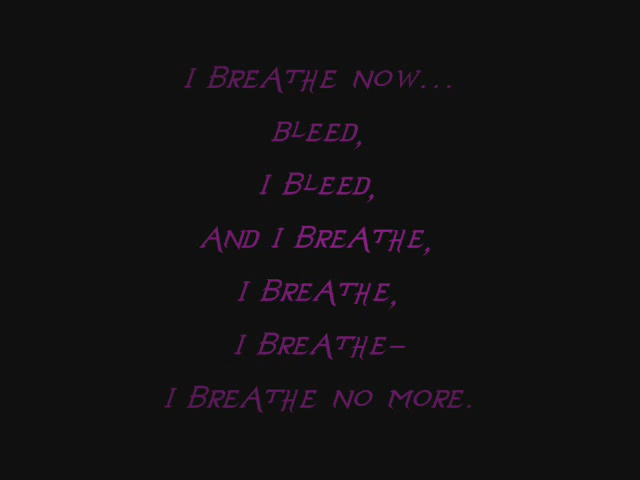 I Breathe now...
Bleed,
I Bleed,
And I Breathe,
I Breathe,
I Breathe-
I Breathe no more.